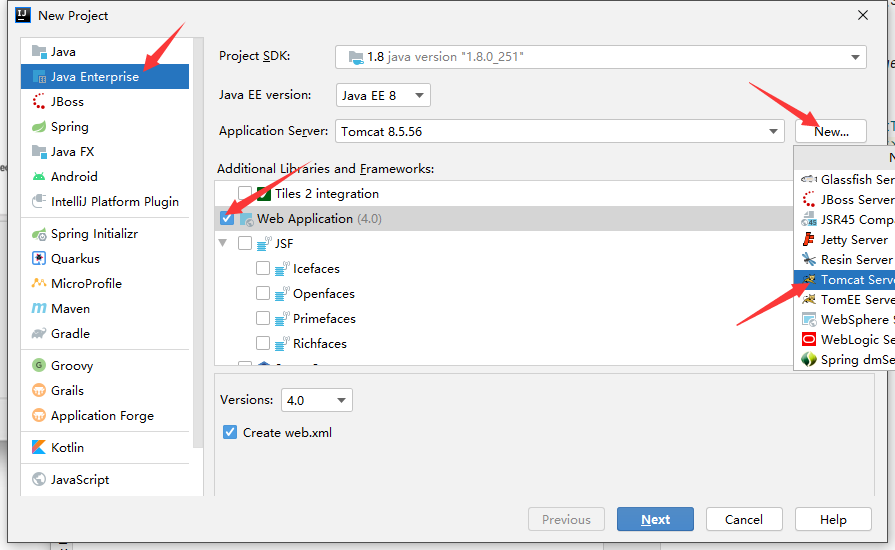 New Project
Java
Java Enterprise
JBoss
Spring
Java FX
Android
IntelliJ Platform Plugin
Spring Initializr
Quarkus
MicroProfile
Maven
Gradle
Groovy
Grails
Application Forge
Kotlin
JavaScript
Project SDK: 1.8 java version "1.8.0_251"
Java EE version: Java EE 8
Application Server: Tomcat 8.5.56 New...
Additional Libraries and Frameworks:
Tiles 2 integration
Web Application (4.0)
JSF
Icefaces
Openfaces
Primefaces
Richfaces
Glassfish Ser
JBoss Server
JSR45 Compa
Jetty Server
Resin Server
Tomcat Serve
TomEE Serve
WebSphere S
WebLogic Se
Spring dmSe
Versions: 4.0
Create web.xml
Previous Next Cancel Help